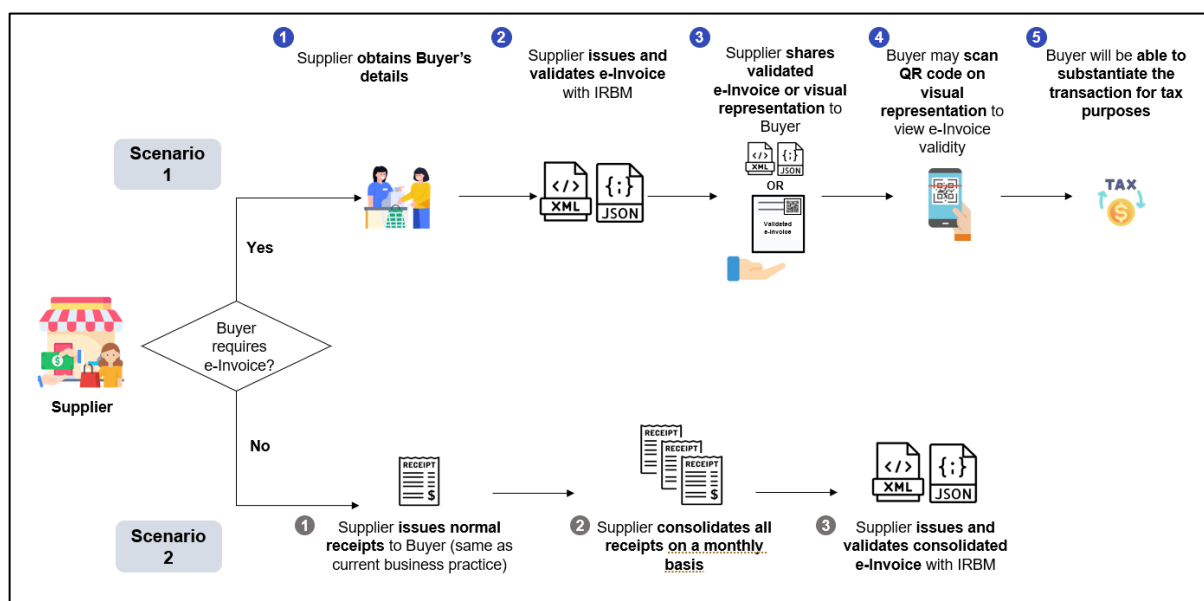 1
Supplier obtains Buyer's
details
2
Supplier issues and
validates e-Invoice
with IRBM
3
Supplier shares
validated
e-Invoice or visual
representation to
Buyer
4
Buyer may scan
QR code on
visual
representation to
view e-Invoice
validity
5
Buyer will be able to
substantiate the
transaction for tax
purposes
Scenario
1
</>
XML
{;}
JSON
</>
XML
{;}
JSON
OR
Validated
e-Invoice
TAX
$
Yes
$
Supplier
Buyer
requires
e-Invoice?
No
Scenario
2
RECEIPT
$
1
Supplier issues normal
receipts to Buyer (same as
current business practice)
RECEIPT
RECEIPT
RECEIPT
$
2
Supplier consolidates all
receipts on a monthly
basis
</>
XML
{;}
JSON
3
Supplier issues and
validates consolidated
e-Invoice with IRBM